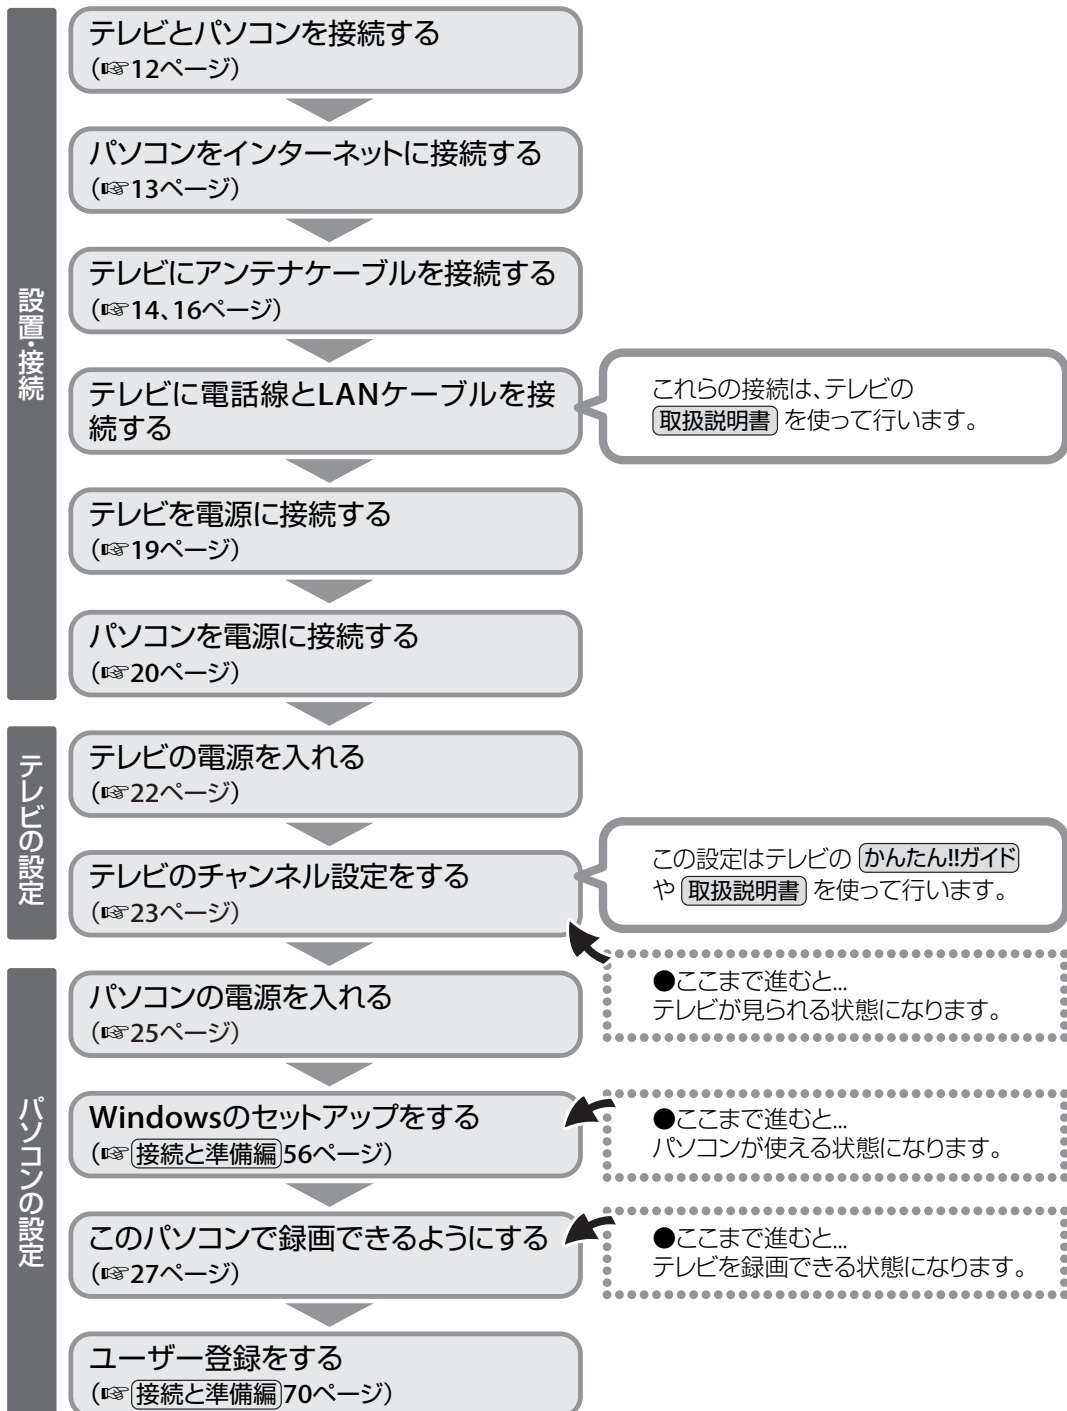 設置・接続
テレビとパソコンを接続する
（☞12ページ）
パソコンをインターネットに接続する
（☞13ページ）
テレビにアンテナケーブルを接続する
（☞14、16ページ）
テレビに電話線とLANケーブルを接
続する
これらの接続は、テレビの
取扱説明書 を使って行います。
テレビを電源に接続する
（☞19ページ）
パソコンを電源に接続する
（☞20ページ）
テレビの設定
テレビの電源を入れる
（☞22ページ）
テレビのチャンネル設定をする
（☞23ページ）
この設定はテレビの かんたん!!ガイド
や 取扱説明書 を使って行います。
●ここまで進むと...
テレビが見られる状態になります。
パソコンの設定
パソコンの電源を入れる
（☞25ページ）
Windowsのセットアップをする
（☞接続と準備編56ページ）
●ここまで進むと...
パソコンが使える状態になります。
このパソコンで録画できるようにする
（☞27ページ）
●ここまで進むと...
テレビを録画できる状態になります。
ユーザー登録をする
（☞接続と準備編70ページ）